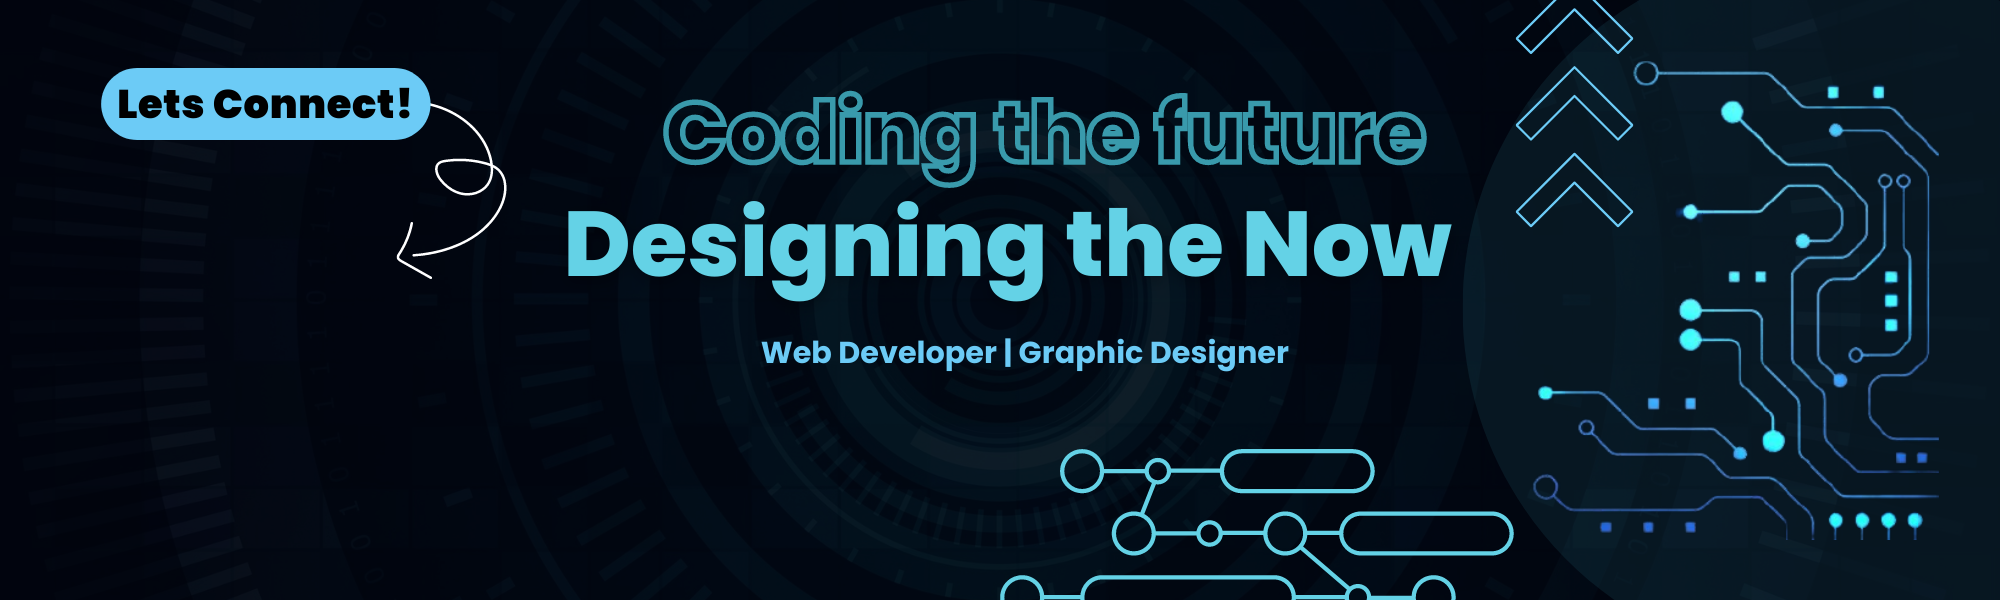 Lets Connect!
Coding the future
Designing the Now
Web Developer | Graphic Designer